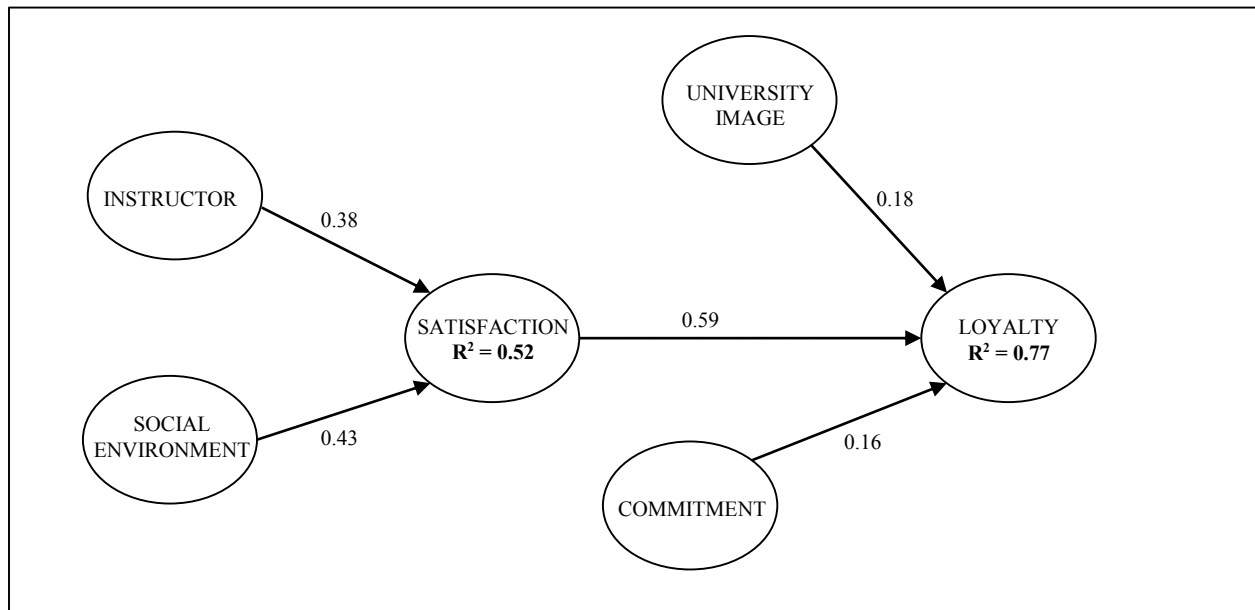 UNIVERSITY
IMAGE
INSTRUCTOR
0.38
0.18
SATISFACTION
R² = 0.52
0.59
LOYALTY
R² = 0.77
SOCIAL
ENVIRONMENT
0.43
0.16
COMMITMENT